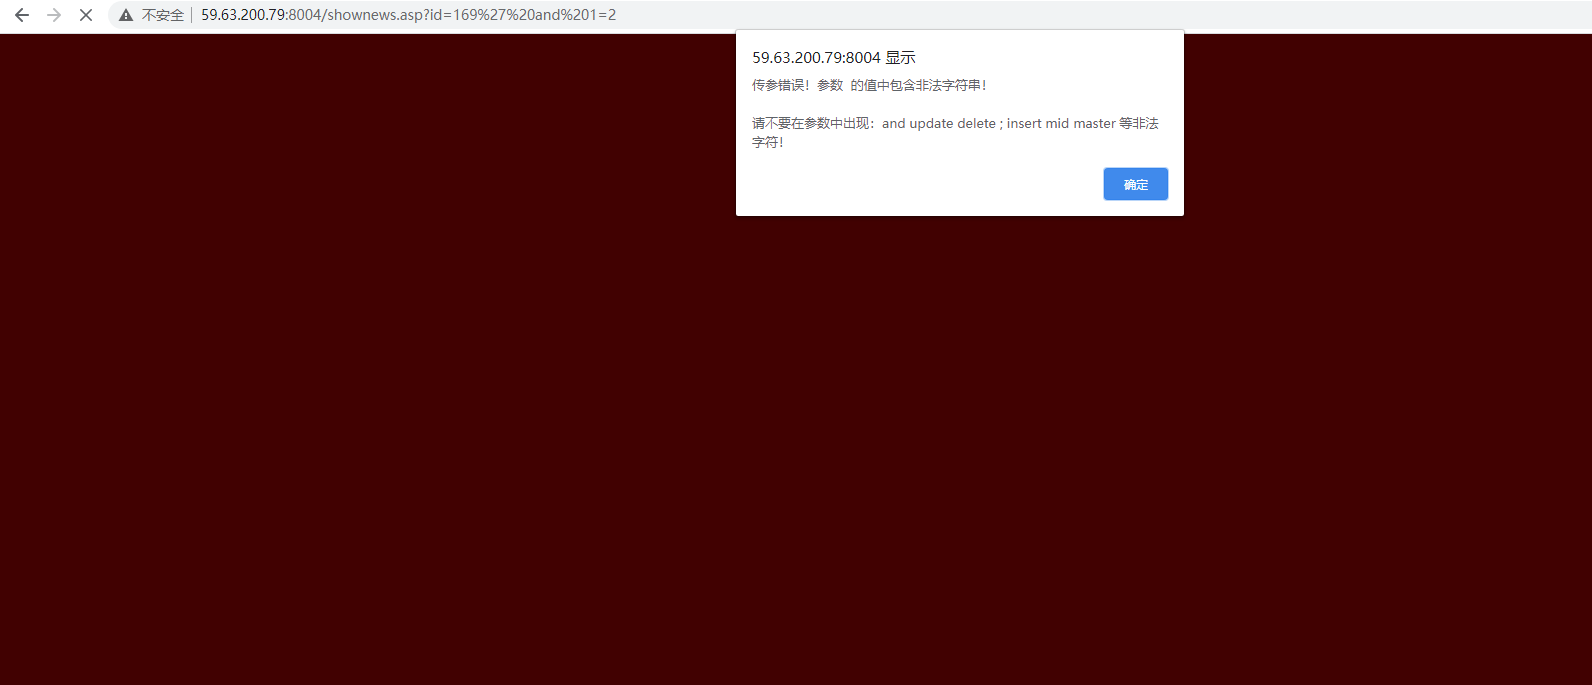 不安全 59.63.200.79:8004/shownews.asp?id=169%27%20and%201=2
59.63.200.79:8004 显示
传参错误！参数 的值中包含非法字符串！
请不要在参数中出现：and update delete ; insert mid master 等非法
字符！
确定